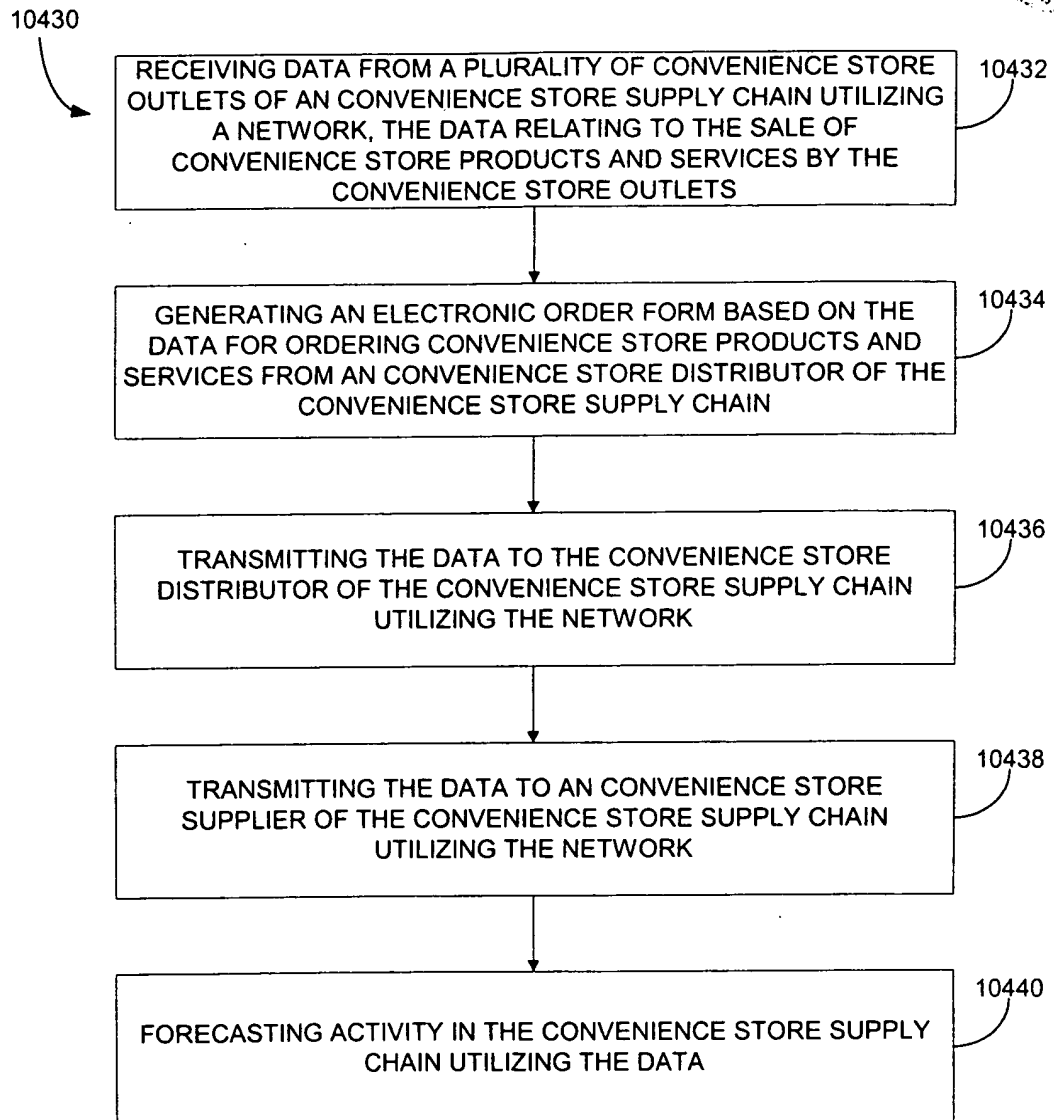 10430
RECEIVING DATA FROM A PLURALITY OF CONVENIENCE STORE
OUTLETS OF AN CONVENIENCE STORE SUPPLY CHAIN UTILIZING
A NETWORK, THE DATA RELATING TO THE SALE OF
CONVENIENCE STORE PRODUCTS AND SERVICES BY THE
CONVENIENCE STORE OUTLETS
10432
GENERATING AN ELECTRONIC ORDER FORM BASED ON THE
DATA FOR ORDERING CONVENIENCE STORE PRODUCTS AND
SERVICES FROM AN CONVENIENCE STORE DISTRIBUTOR OF THE
CONVENIENCE STORE SUPPLY CHAIN
10434
TRANSMITTING THE DATA TO THE CONVENIENCE STORE
DISTRIBUTOR OF THE CONVENIENCE STORE SUPPLY CHAIN
UTILIZING THE NETWORK
10436
TRANSMITTING THE DATA TO AN CONVENIENCE STORE
SUPPLIER OF THE CONVENIENCE STORE SUPPLY CHAIN
UTILIZING THE NETWORK
10438
FORECASTING ACTIVITY IN THE CONVENIENCE STORE SUPPLY
CHAIN UTILIZING THE DATA
10440